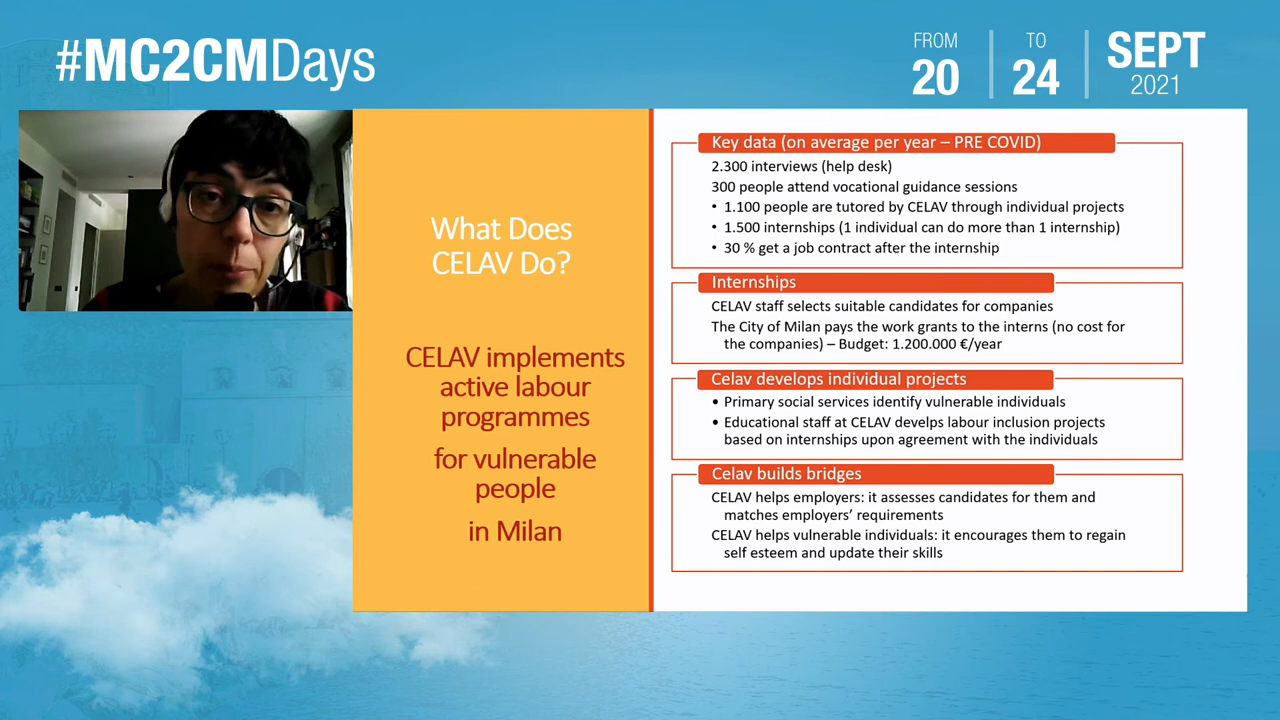 #MC2CMDays
FROM
20
TO
24
SEPT
2021
What Does
CELAV Do?
CELAV implements
active labour
programmes
for vulnerable
people
in Milan
Key data (on average per year – PRE COVID)
2.300 interviews (help desk)
300 people attend vocational guidance sessions
• 1.100 people are tutored by CELAV through individual projects
• 1.500 internships (1 individual can do more than 1 internship)
• 30 % get a job contract after the internship
Internships
CELAV staff selects suitable candidates for companies
The City of Milan pays the work grants to the interns (no cost for
the companies) – Budget: 1.200.000 €/year
Celav develops individual projects
• Primary social services identify vulnerable individuals
• Educational staff at CELAV develps labour inclusion projects
based on internships upon agreement with the individuals
Celav builds bridges
CELAV helps employers: it assesses candidates for them and
matches employers’ requirements
CELAV helps vulnerable individuals: it encourages them to regain
self esteem and update their skills